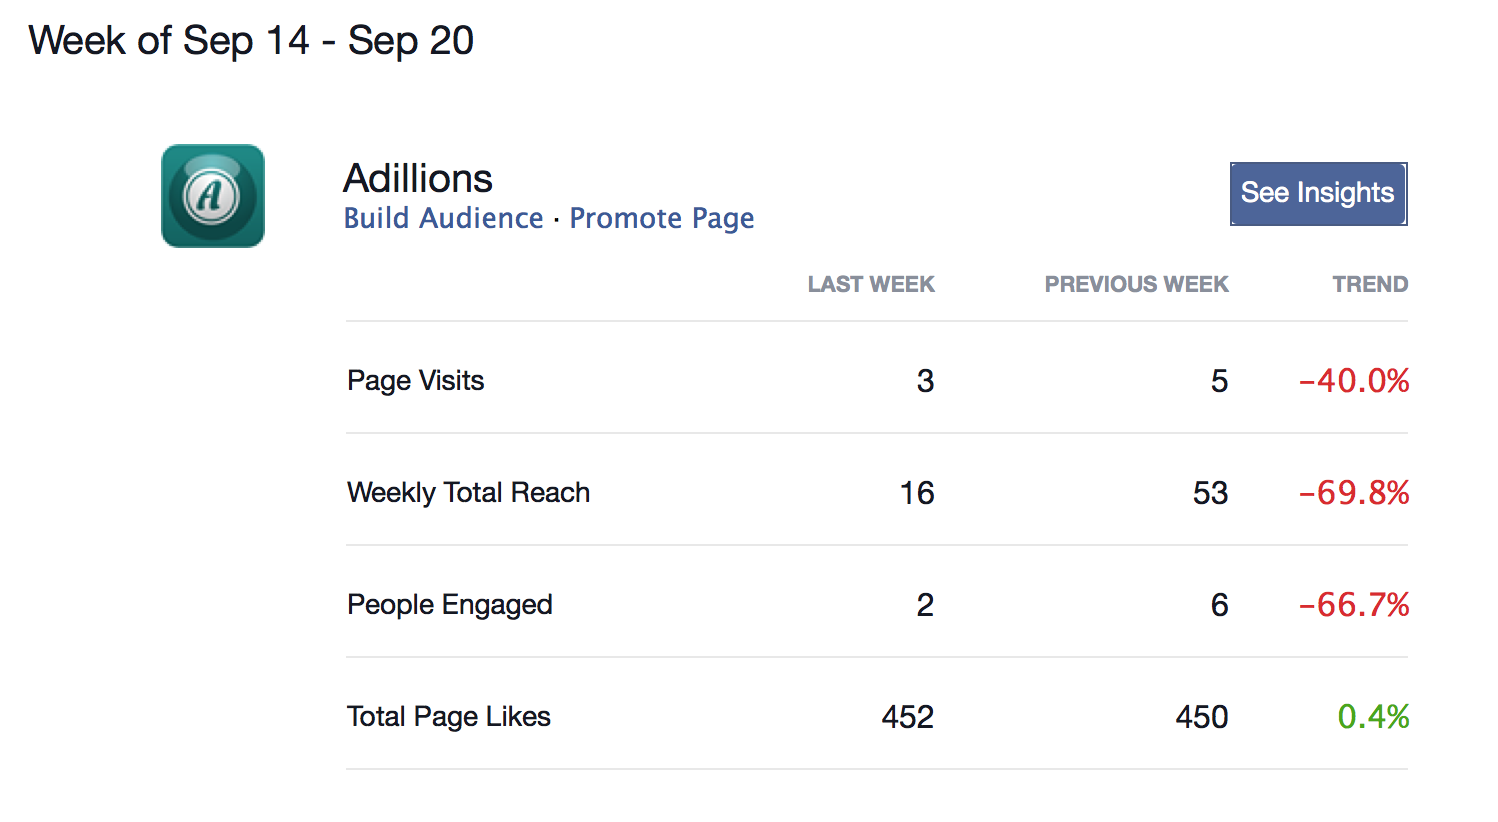 Week of Sep 14 - Sep 20
A
Adillions
See Insights
Build Audience · Promote Page
LAST WEEK PREVIOUS WEEK TREND
Page Visits 3 5 -40.0%
Weekly Total Reach 16 53 -69.8%
People Engaged 2 6 -66.7%
Total Page Likes 452 450 0.4%